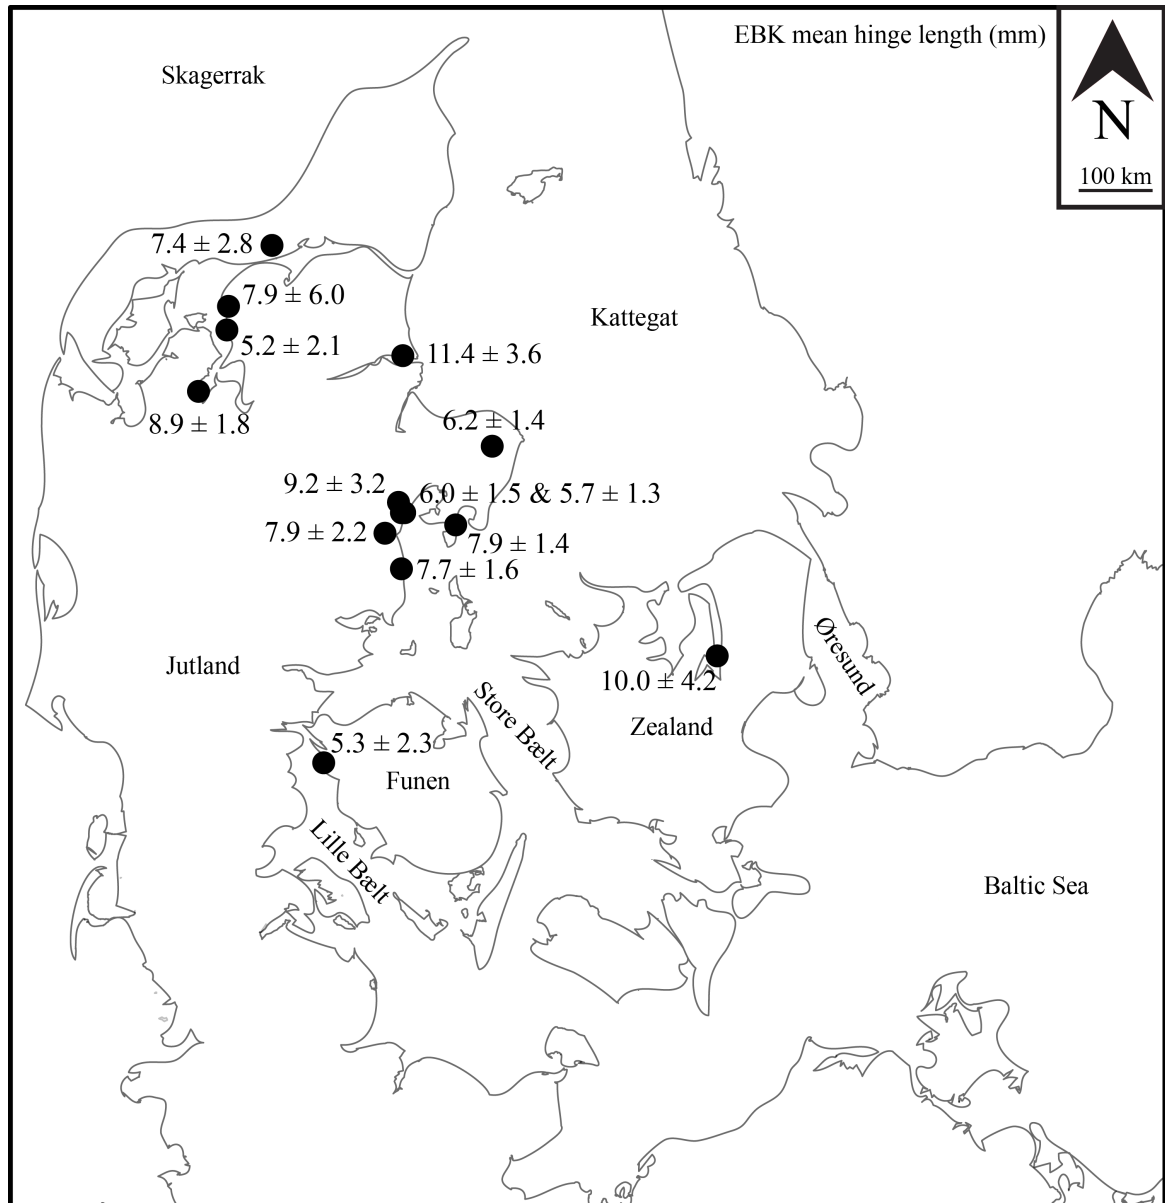 EBK mean hinge length (mm)
Skagerrak
N
100 km
7.4 ± 2.8
7.9 ± 6.0
Kattegat
5.2 ± 2.1
11.4 ± 3.6
8.9 ± 1.8
6.2 ± 1.4
9.2 ± 3.2
6.0 ± 1.5 & 5.7 ± 1.3
7.9 ± 2.2
7.9 ± 1.4
7.7 ± 1.6
Øresund
Jutland
10.0 ± 4.2
Store Bælt
Zealand
5.3 ± 2.3
Funen
Lille Bælt
Baltic Sea